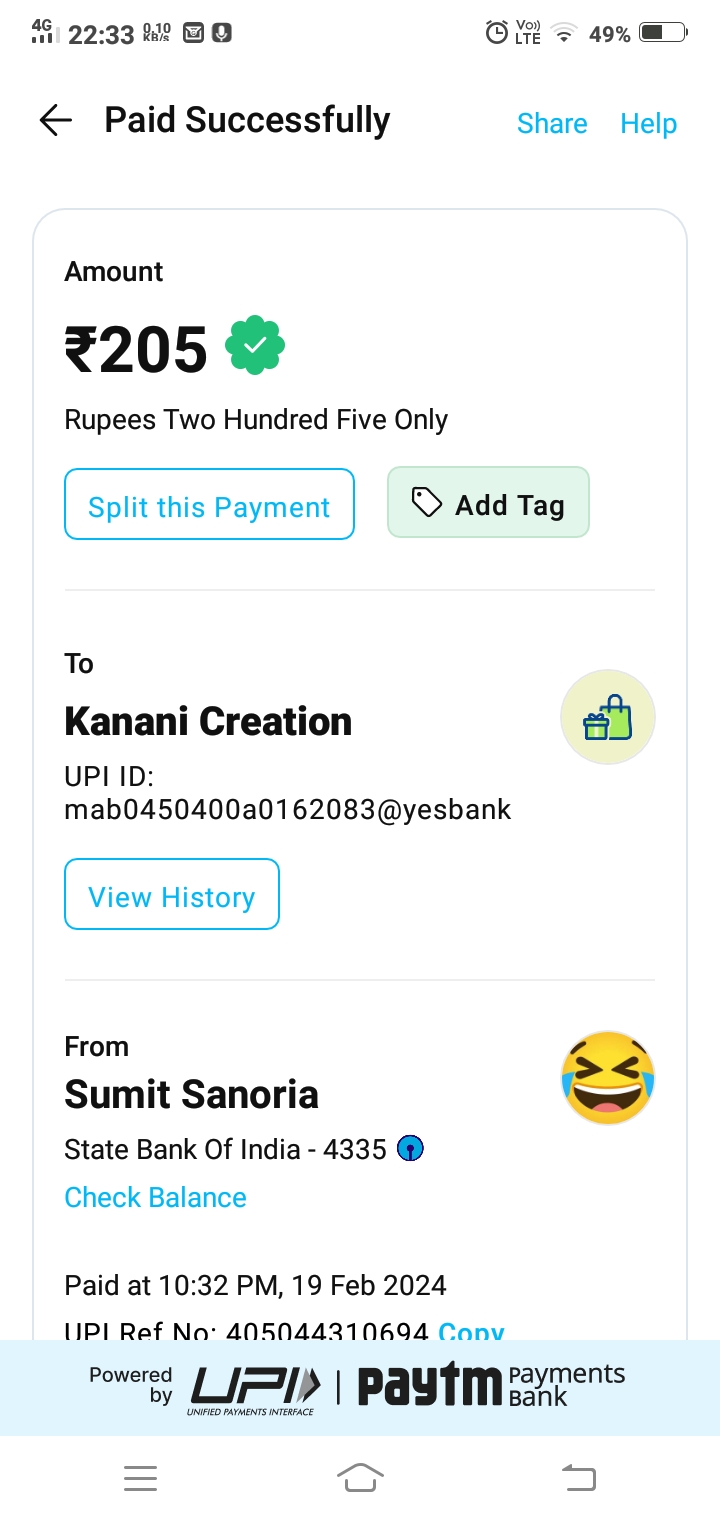 4G 22:33 0.10 KB/s Vo)) LTE 49%
Paid Successfully Share Help
Amount
₹205
Rupees Two Hundred Five Only
Split this Payment Add Tag
To
Kanani Creation
UPI ID:
mab0450400a0162083@yesbank
View History
From
Sumit Sanoria
State Bank Of India - 4335
Check Balance
Paid at 10:32 PM, 19 Feb 2024
UPI Ref No: 405044310694 Copy
Powered by UPI | paytm Payments Bank
UNIFIED PAYMENTS INTERFACE